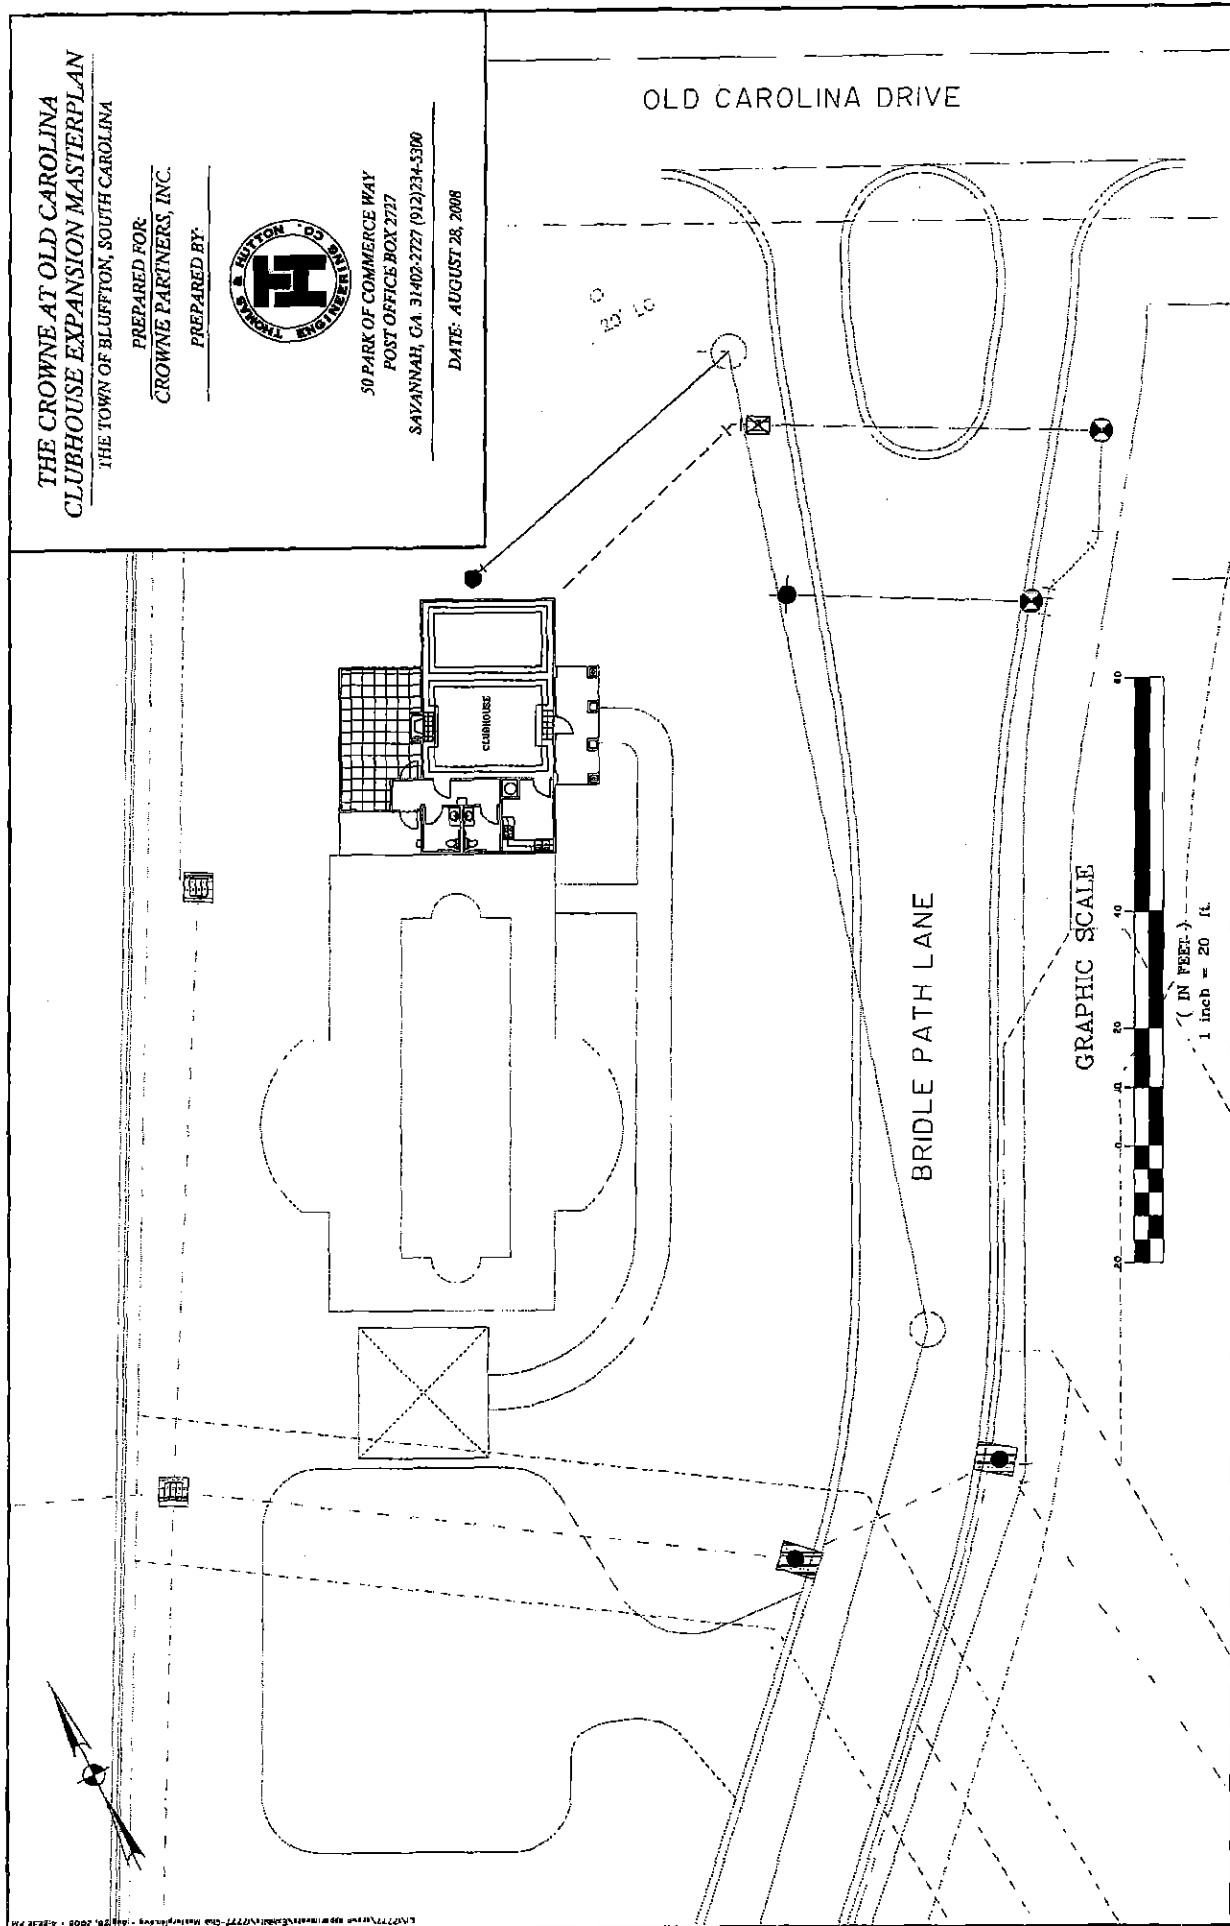 THE CROWNE AT OLD CAROLINA
CLUBHOUSE EXPANSION MASTERPLAN
THE TOWN OF BLUFFTON, SOUTH CAROLINA
PREPARED FOR:
CROWNE PARTNERS, INC.
PREPARED BY:
THOMAS & HUTTON
ENGINEERING CO.
TH
50 PARK OF COMMERCE WAY
POST OFFICE BOX 2727
SAVANNAH, GA. 31402-2727 (912)234-5300
DATE: AUGUST 28, 2008
OLD CAROLINA DRIVE
CLUBHOUSE
BRIDLE PATH LANE
GRAPHIC SCALE
20 0 10 20 40 80
( IN FEET )
1 inch = 20 ft.